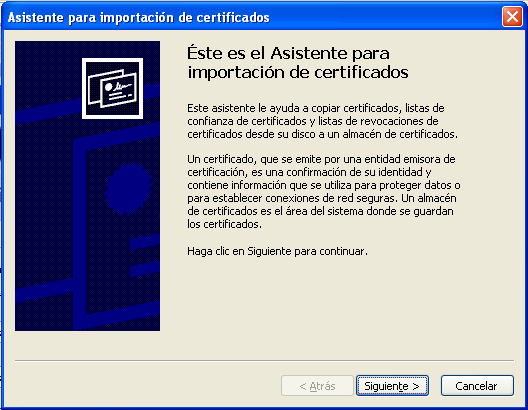 Asistente para importación de certificados
Éste es el Asistente para
importación de certificados
Este asistente le ayuda a copiar certificados, listas de
confianza de certificados y listas de revocaciones de
certificados desde su disco a un almacén de certificados.
Un certificado, que se emite por una entidad emisora de
certificación, es una confirmación de su identidad y
contiene información que se utiliza para proteger datos o
para establecer conexiones de red seguras. Un almacén
de certificados es el área del sistema donde se guardan
los certificados.
Haga clic en Siguiente para continuar.
< Atrás Siguiente > Cancelar